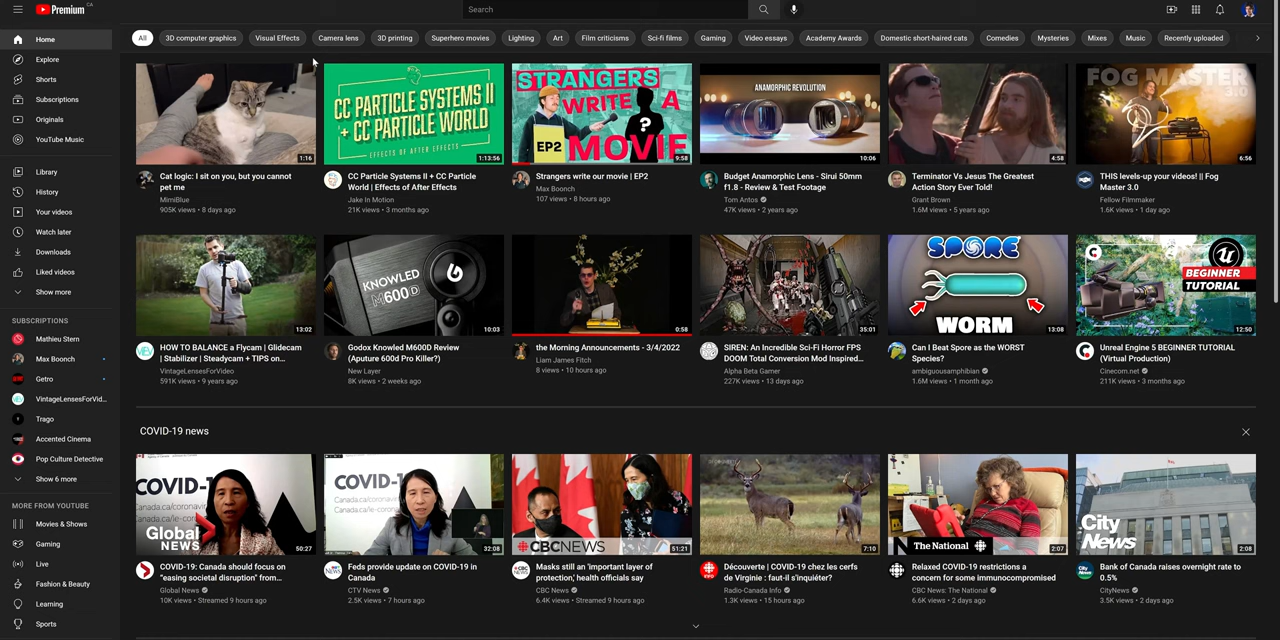 Premium CA
Search
Home
Explore
Shorts
Subscriptions
Originals
YouTube Music
Library
History
Your videos
Watch later
Downloads
Liked videos
Show more
SUBSCRIPTIONS
Mathieu Stern
Max Boonch
Getro
VintageLensesForVid...
Trago
Accented Cinema
Pop Culture Detective
Show 6 more
MORE FROM YOUTUBE
Movies & Shows
Gaming
Live
Fashion & Beauty
Learning
Sports
All
3D computer graphics
Visual Effects
Camera lens
3D printing
Superhero movies
Lighting
Art
Film criticisms
Sci-fi films
Gaming
Video essays
Academy Awards
Domestic short-haired cats
Comedies
Mysteries
Mixes
Music
Recently uploaded
1:16
Cat logic: I sit on you, but you cannot
pet me
MimiBlue
905K views • 8 days ago
CC PARTICLE SYSTEMS II
+ CC PARTICLE WORLD
EFFECTS OF AFTER EFFECTS
1:13:56
CC Particle Systems II + CC Particle
World | Effects of After Effects
Jake In Motion
21K views • 3 months ago
STRANGERS
WRITE A
?
EP2
MOVIE
9:58
Strangers write our movie | EP2
Max Boonch
107 views • 8 hours ago
ANAMORPHIC REVOLUTION
10:06
Budget Anamorphic Lens - Sirui 50mm
f1.8 - Review & Test Footage
Tom Antos
47K views • 2 years ago
4:58
Terminator Vs Jesus The Greatest
Action Story Ever Told!
Grant Brown
1.6M views • 5 years ago
FOG MASTER
3.0
6:56
THIS levels-up your videos! || Fog
Master 3.0
Fellow Filmmaker
1.6K views • 1 day ago
13:02
HOW TO BALANCE a Flycam | Glidecam
| Stabilizer | Steadycam + TIPS on...
VintageLensesForVideo
591K views • 9 years ago
KNOWLED
M600D
10:03
Godox Knowled M600D Review
(Aputure 600d Pro Killer?)
New Layer
8K views • 2 weeks ago
0:58
the Morning Announcements - 3/4/2022
Liam James Fitch
8 views • 10 hours ago
35:01
SIREN: An Incredible Sci-Fi Horror FPS
DOOM Total Conversion Mod Inspired...
Alpha Beta Gamer
227K views • 13 days ago
SPORE
WORM
13:08
Can I Beat Spore as the WORST
Species?
ambiguousamphibian
1.6M views • 1 month ago
BEGINNER
TUTORIAL
12:50
Unreal Engine 5 BEGINNER TUTORIAL
(Virtual Production)
Cinecom.net
211K views • 3 months ago
COVID-19 news
COVID-1
Canada.ca/coronavirus
Canada.ca/le-coron
Global
NEWS
50:27
COVID-19: Canada should focus on
"easing societal disruption" from...
Global News
10K views • Streamed 9 hours ago
COVID-1
Canada.ca/coronavirus
Canada.ca/le-coronavirus
32:08
Feds provide update on COVID-19 in
Canada
CTV News
2.5K views • 7 hours ago
CBC NEWS
51:21
Masks still an 'important layer of
protection,' health officials say
CBC News
6.4K views • Streamed 9 hours ago
7:10
Découverte | COVID-19 chez les cerfs
de Virginie : faut-il s'inquiéter?
Radio-Canada Info
1.3K views • 15 hours ago
N The National
2:07
Relaxed COVID-19 restrictions a
concern for some immunocompromised
CBC News: The National
6.6K views • 2 days ago
City
News
2:08
Bank of Canada raises overnight rate to
0.5%
CityNews
3.5K views • 2 days ago